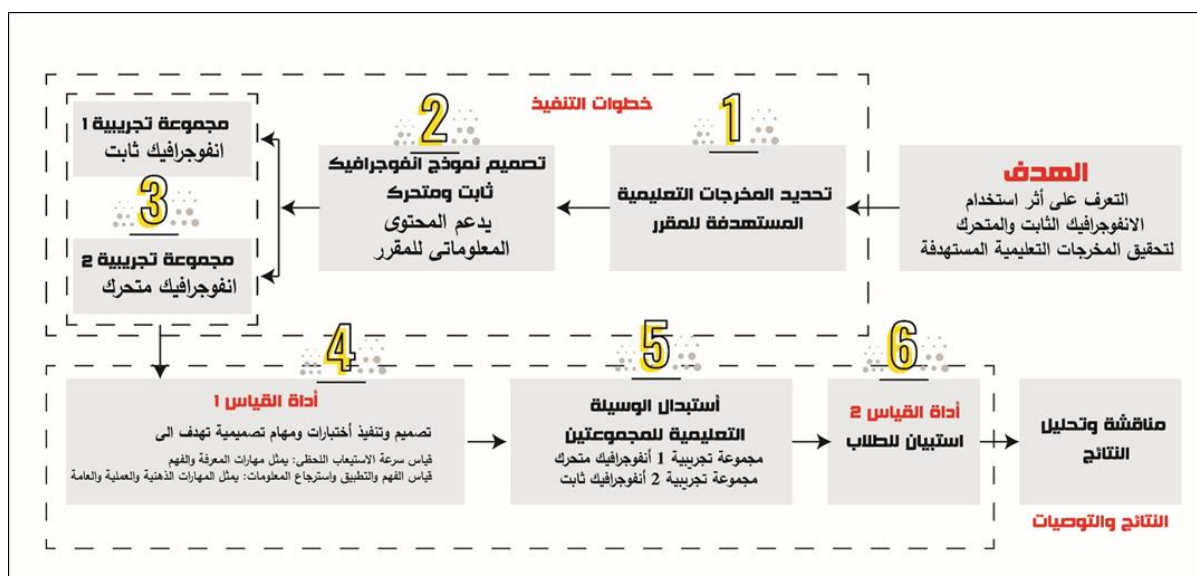 خطوات التنفيذ
الهدف
التعرف على أثر استخدام
الانفوجرافيك الثابت والمتحرك
لتحقيق المخرجات التعليمية المستهدفة
1
تحديد المخرجات التعليمية
المستهدفة للمقرر
2
تصميم نموذج انفوجرافيك
ثابت ومتحرك
يدعم المحتوى
المعلوماتى للمقرر
مجموعة تجريبية 1
انفوجرافيك ثابت
3
مجموعة تجريبية 2
انفوجرافيك متحرك
4
أداة القياس 1
تصميم وتنفيذ أختبارات ومهام تصميمية تهدف الى
قياس سرعة الاستيعاب اللحظى: يمثل مهارات المعرفة والفهم
قياس الفهم والتطبيق واسترجاع المعلومات: يمثل المهارات الذهنية والعملية والعامة
5
أستبدال الوسيلة
التعليمية للمجموعتين
مجموعة تجريبية 1 أنفوجرافيك متحرك
مجموعة تجريبية 2 أنفوجرافيك ثابت
6
أداة القياس 2
استبيان للطلاب
مناقشة وتحليل
النتائج
النتائج والتوصيات